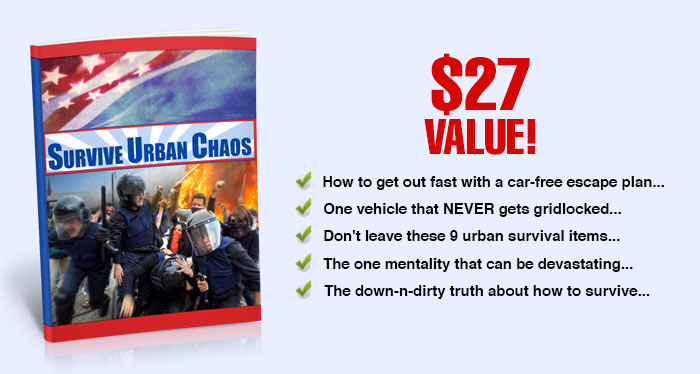 SURVIVE URBAN CHAOS
$27
VALUE!
How to get out fast with a car-free escape plan...
One vehicle that NEVER gets gridlocked...
Don't leave these 9 urban survival items...
The one mentality that can be devastating...
The down-n-dirty truth about how to survive...